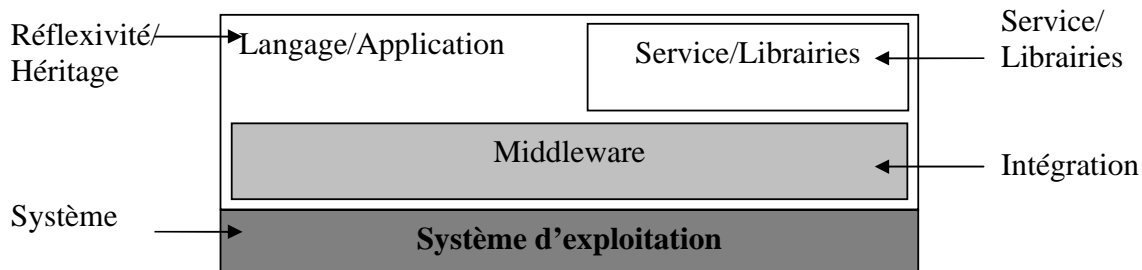 Réflexivité/
Héritage
Langage/Application
Service/Librairies
Service/
Librairies
Middleware
Intégration
Système
Système d’exploitation